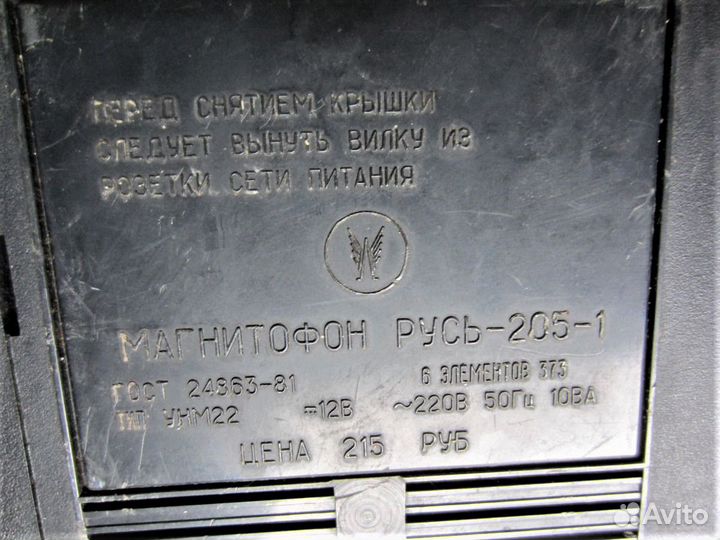 ПЕРЕД СНЯТИЕМ КРЫШКИ
СЛЕДУЕТ ВЫНУТЬ ВИЛКУ ИЗ
РОЗЕТКИ СЕТИ ПИТАНИЯ
МАГНИТОФОН РУСЬ-205-1
ГОСТ 24863-81 6 ЭЛЕМЕНТОВ 373
ТИП УНМ22 ⎓12В ~220В 50Гц 10ВА
ЦЕНА 215 РУБ
Avito